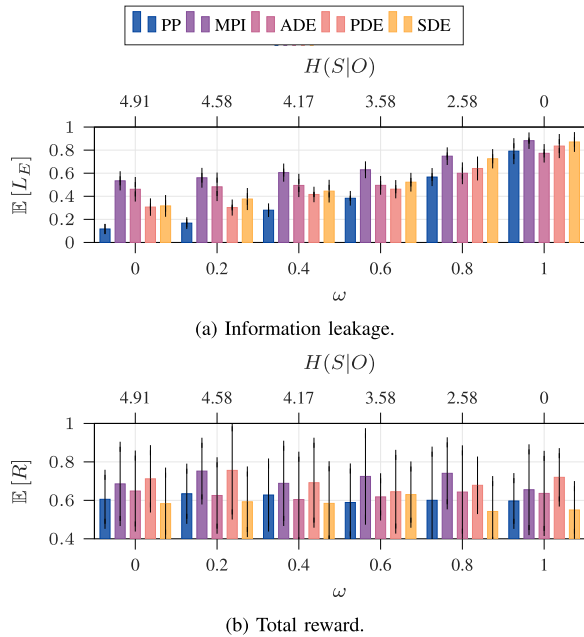 PP MPI ADE PDE SDE
H(S|O)
4.91 4.58 4.17 3.58 2.58 0
1
0.8
0.6
0.4
0.2
0
𝔼 [L_E]
0 0.2 0.4 0.6 0.8 1
ω
(a) Information leakage.
H(S|O)
4.91 4.58 4.17 3.58 2.58 0
1
0.8
0.6
0.4
𝔼 [R]
0 0.2 0.4 0.6 0.8 1
ω
(b) Total reward.